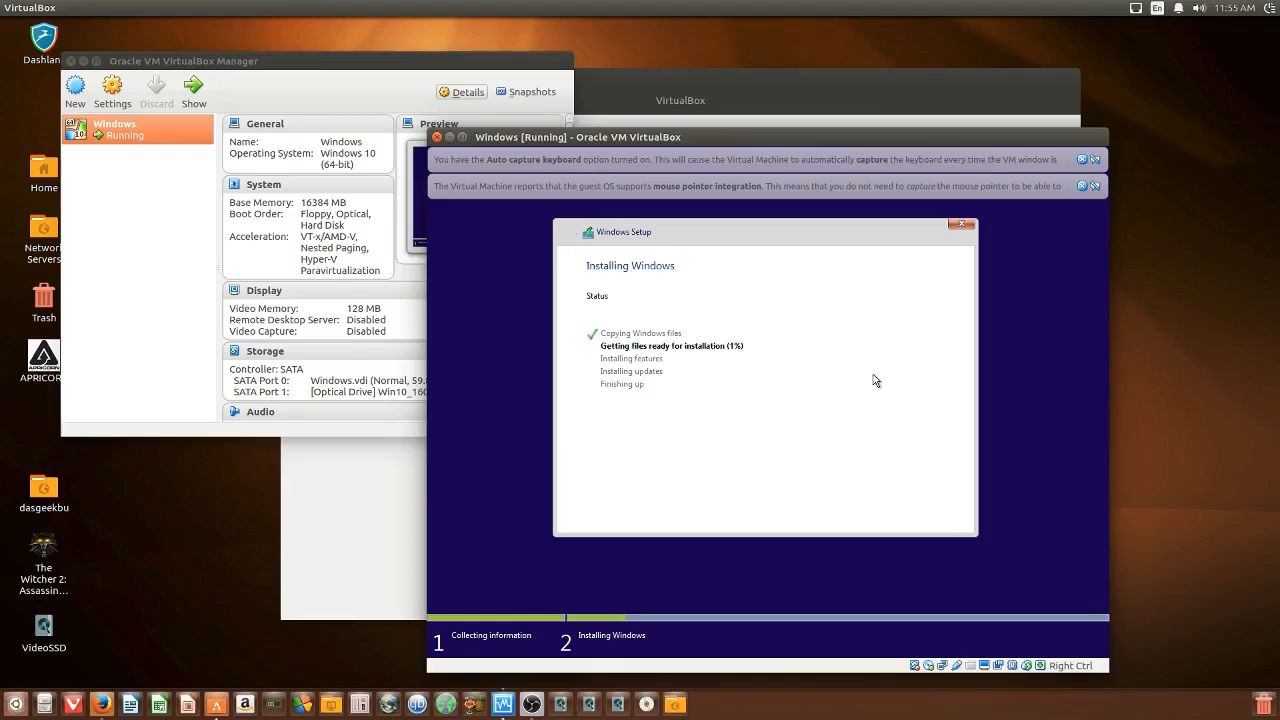 VirtualBox
En
11:55 AM
Dashlan
Oracle VM VirtualBox Manager
New
Settings
Discard
Show
Details
Snapshots
VirtualBox
Windows
Running
General
Name: Windows
Operating System: Windows 10
(64-bit)
System
Base Memory: 16384 MB
Boot Order: Floppy, Optical,
Hard Disk
Acceleration: VT-x/AMD-V,
Nested Paging,
Hyper-V
Paravirtualization
Display
Video Memory: 128 MB
Remote Desktop Server: Disabled
Video Capture: Disabled
Storage
Controller: SATA
SATA Port 0: Windows.vdi (Normal, 59.8
SATA Port 1: [Optical Drive] Win10_160
Audio
Preview
Windows [Running] - Oracle VM VirtualBox
You have the Auto capture keyboard option turned on. This will cause the Virtual Machine to automatically capture the keyboard every time the VM window is
The Virtual Machine reports that the guest OS supports mouse pointer integration. This means that you do not need to capture the mouse pointer to be able to
Windows Setup
Installing Windows
Status
Copying Windows files
Getting files ready for installation (1%)
Installing features
Installing updates
Finishing up
1 Collecting information
2 Installing Windows
Right Ctrl
Home
Network
Servers
Trash
APRICORN
APRICOR
dasgeekbu
The
Witcher 2:
Assassin...
VideoSSD